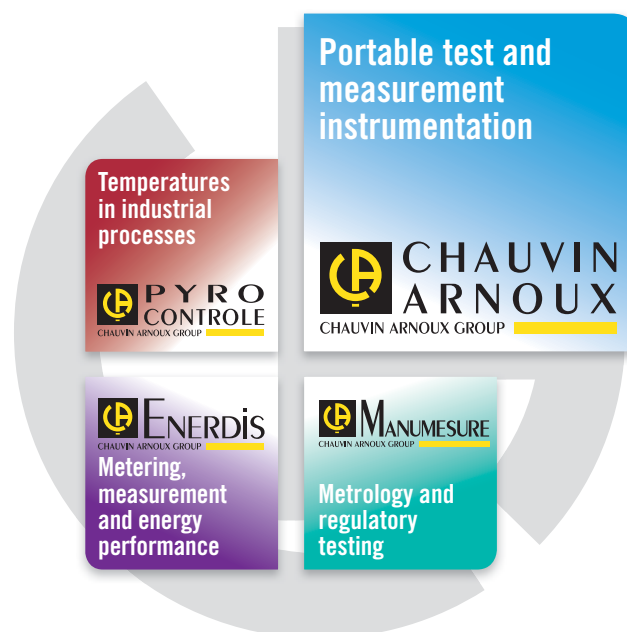 Portable test and
measurement
instrumentation
CHAUVIN
ARNOUX
CHAUVIN ARNOUX GROUP
Temperatures
in industrial
processes
PYRO
CONTROLE
CHAUVIN ARNOUX GROUP
ENERDIS
CHAUVIN ARNOUX GROUP
Metering,
measurement
and energy
performance
MANUMESURE
CHAUVIN ARNOUX GROUP
Metrology and
regulatory
testing